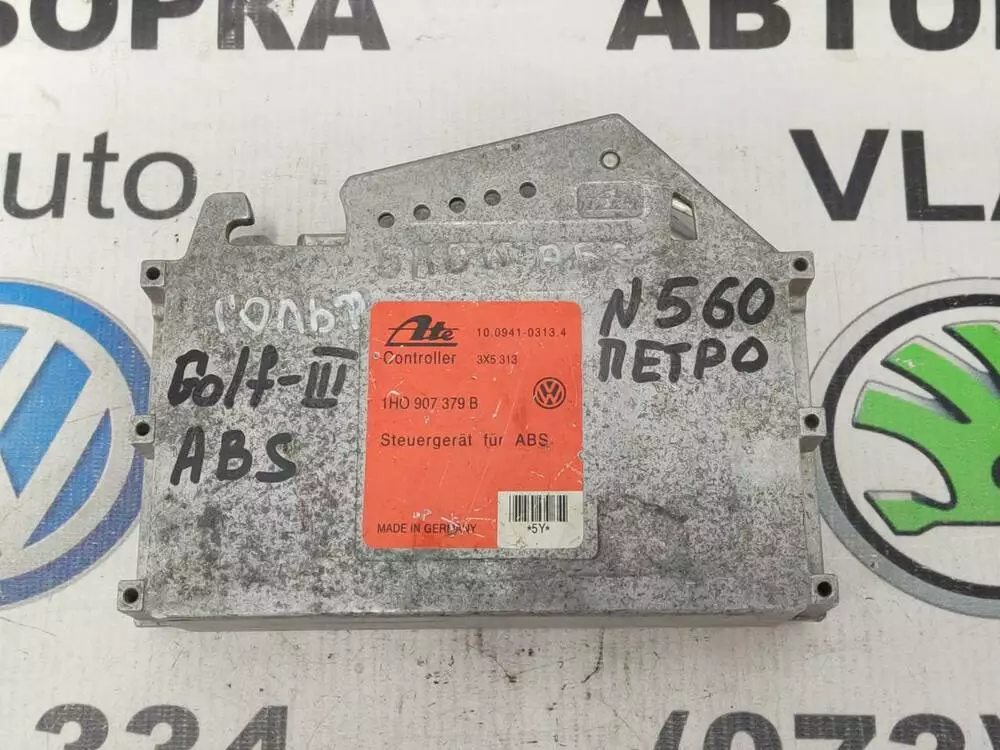 АВТО
uto
VLA
гольф
N560
ПЕТРО
Golf-III
ABS
Ate
10.0941-0313.4
Controller
3X5 313
1H0 907 379 B
Steuergerät für ABS
MADE IN GERMANY
*5Y*
334